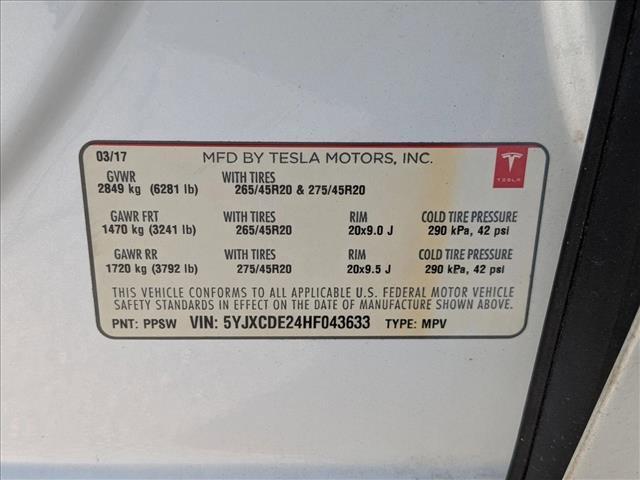 03/17 MFD BY TESLA MOTORS, INC.
TESLA
GVWR WITH TIRES
2849 kg (6281 lb) 265/45R20 & 275/45R20
GAWR FRT WITH TIRES RIM COLD TIRE PRESSURE
1470 kg (3241 lb) 265/45R20 20x9.0 J 290 kPa, 42 psi
GAWR RR WITH TIRES RIM COLD TIRE PRESSURE
1720 kg (3792 lb) 275/45R20 20x9.5 J 290 kPa, 42 psi
THIS VEHICLE CONFORMS TO ALL APPLICABLE U.S. FEDERAL MOTOR VEHICLE
SAFETY STANDARDS IN EFFECT ON THE DATE OF MANUFACTURE SHOWN ABOVE.
PNT: PPSW VIN: 5YJXCDE24HF043633 TYPE: MPV